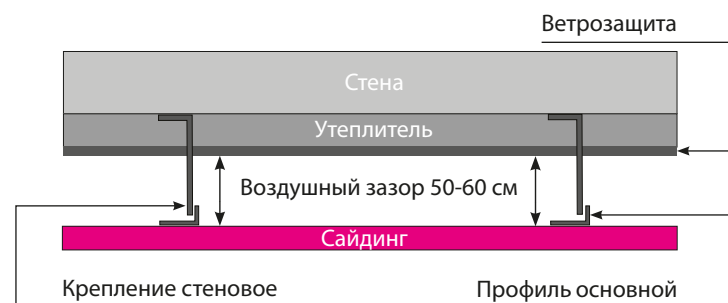 Ветрозащита
Стена
Утеплитель
Воздушный зазор 50-60 см
Сайдинг
Крепление стеновое
Профиль основной